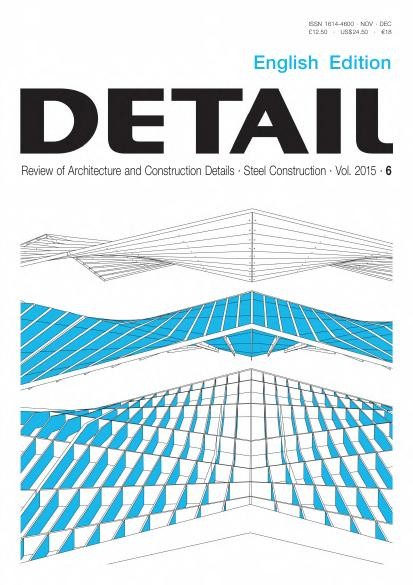 ISSN 1614-4600 · NOV · DEC
£12.50 · US$24.50 · €18
English Edition
DETAIL
Review of Architecture and Construction Details · Steel Construction · Vol. 2015 · 6